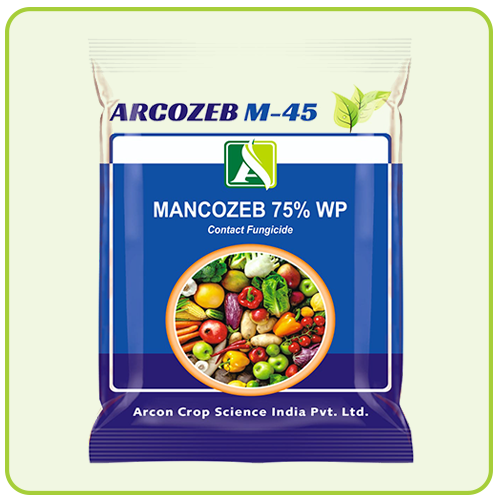 ARCOZEB M-45
MANCOZEB 75% WP
Contact Fungicide
Arcon Crop Science India Pvt. Ltd.